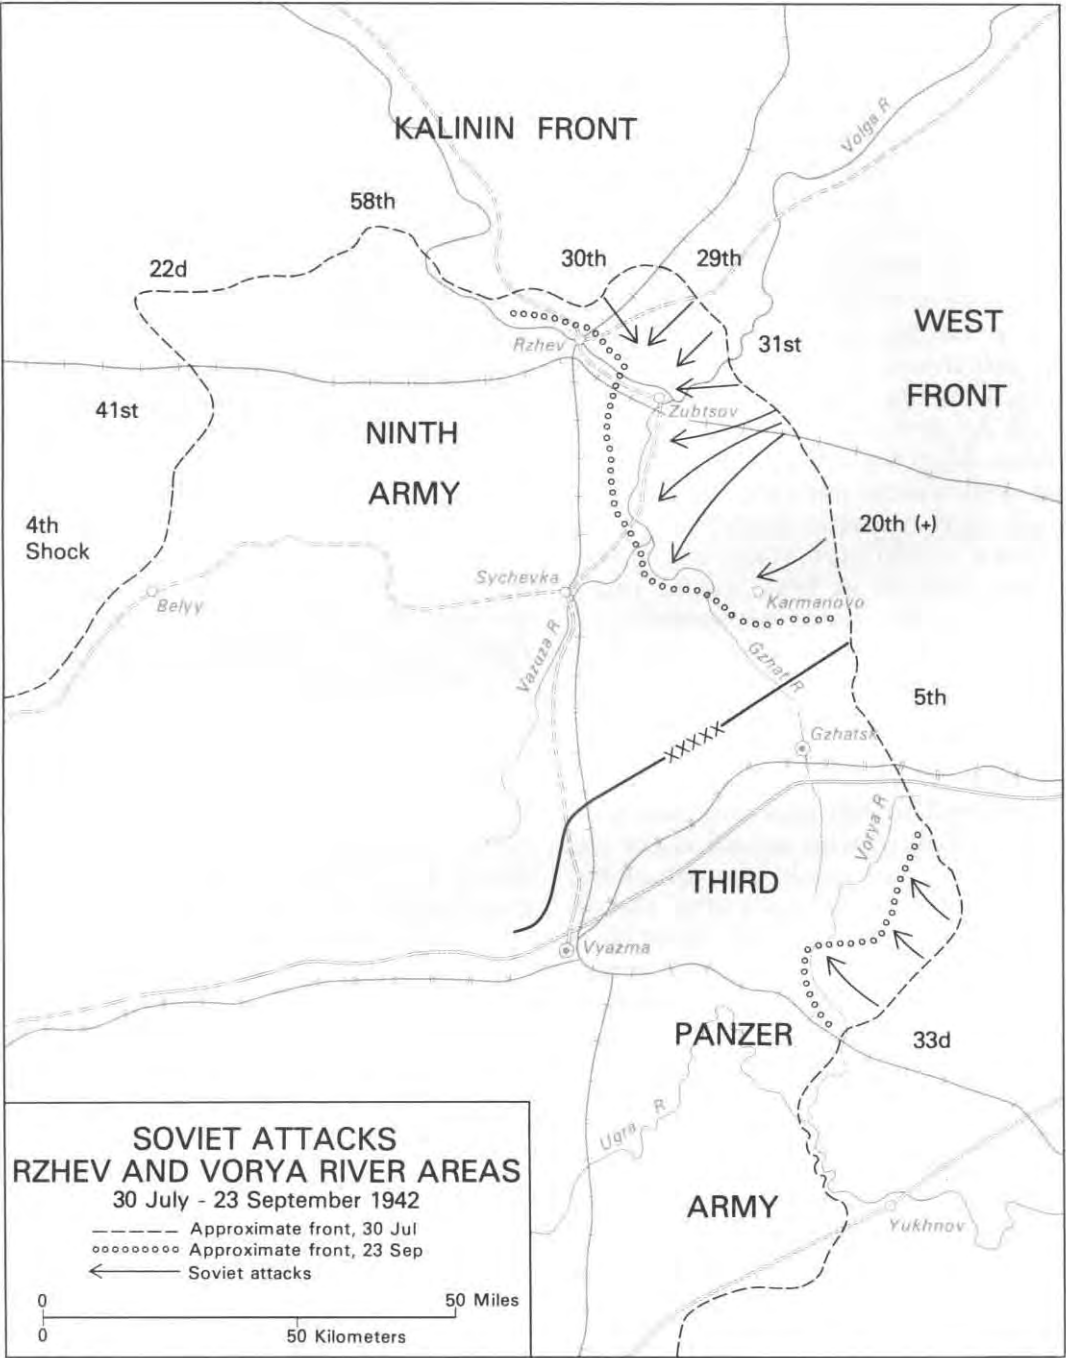 KALININ FRONT
Volga R
58th
22d
30th
29th
WEST
FRONT
31st
Rzhev
41st
Zubtsov
NINTH
ARMY
4th
Shock
20th (+)
Sychevka
Belyy
Karmanovo
Vazuza R
Gzhat R
5th
XXXXX
Gzhatsk
Vorya R
THIRD
Vyazma
PANZER
33d
Ugra R
ARMY
Yukhnov
SOVIET ATTACKS
RZHEV AND VORYA RIVER AREAS
30 July - 23 September 1942
Approximate front, 30 Jul
Approximate front, 23 Sep
Soviet attacks
0 50 Miles
0 50 Kilometers